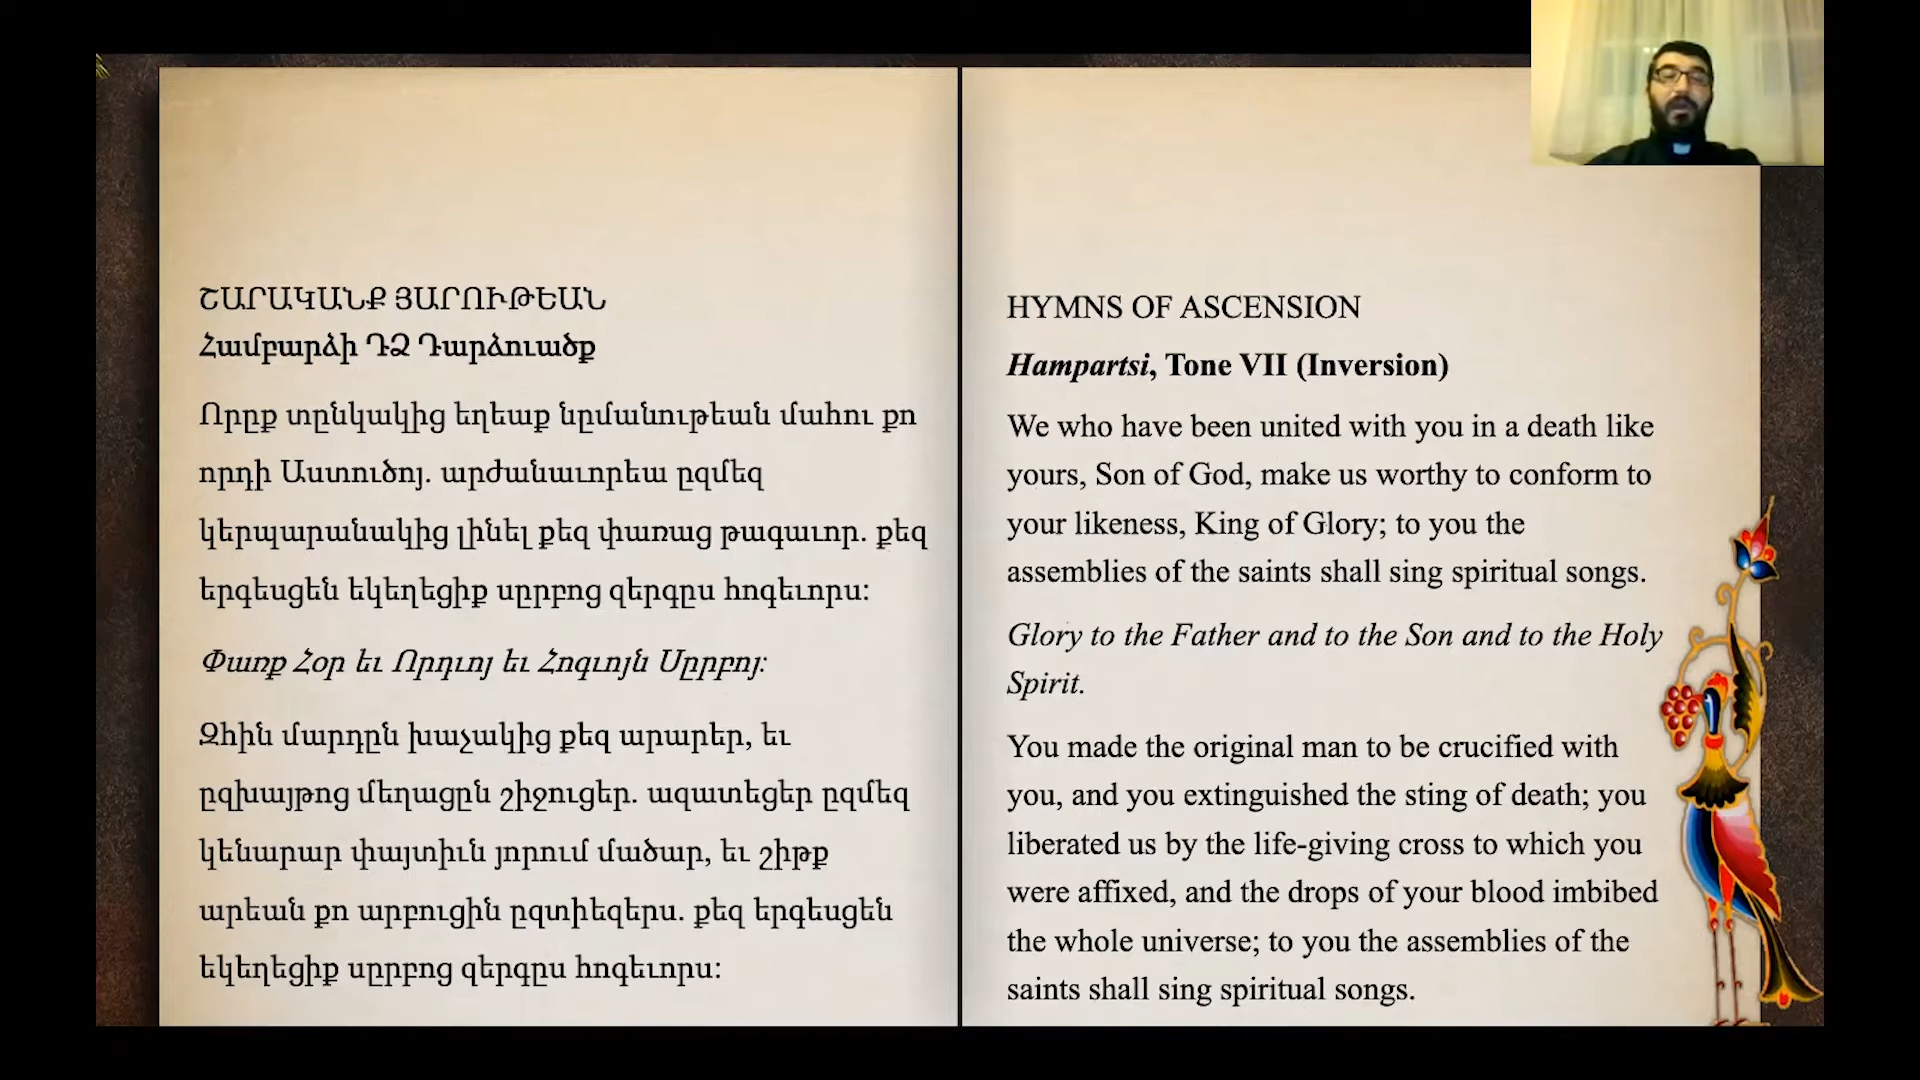 ՇԱՐԱԿԱՆՔ ՅԱՐՈՒԹԵԱՆ
Համբարձի ԴՁ Դարձուածք
Որըք տընկակից եղեաք նըմանութեան մահու քո
որդի Աստուծոյ. արժանաւորեա ըզմեզ
կերպարանակից լինել քեզ փառաց թագաւոր. քեզ
երգեսցեն եկեղեցիք սըրբոց զերգըս հոգեւորս:
Փառք Հօր եւ Որդւոյ եւ Հոգւոյն Սըրբոյ:
Զհին մարդըն խաչակից քեզ արարեր, եւ
ըզխայթոց մեղացըն շիջուցեր. ազատեցեր ըզմեզ
կենարար փայտիւն յորում մածար, եւ շիթք
արեան քո արբուցին ըզտիեզերս. քեզ երգեսցեն
եկեղեցիք սըրբոց զերգըս հոգեւորս:
HYMNS OF ASCENSION
Hampartsi, Tone VII (Inversion)
We who have been united with you in a death like
yours, Son of God, make us worthy to conform to
your likeness, King of Glory; to you the
assemblies of the saints shall sing spiritual songs.
Glory to the Father and to the Son and to the Holy
Spirit.
You made the original man to be crucified with
you, and you extinguished the sting of death; you
liberated us by the life-giving cross to which you
were affixed, and the drops of your blood imbibed
the whole universe; to you the assemblies of the
saints shall sing spiritual songs.